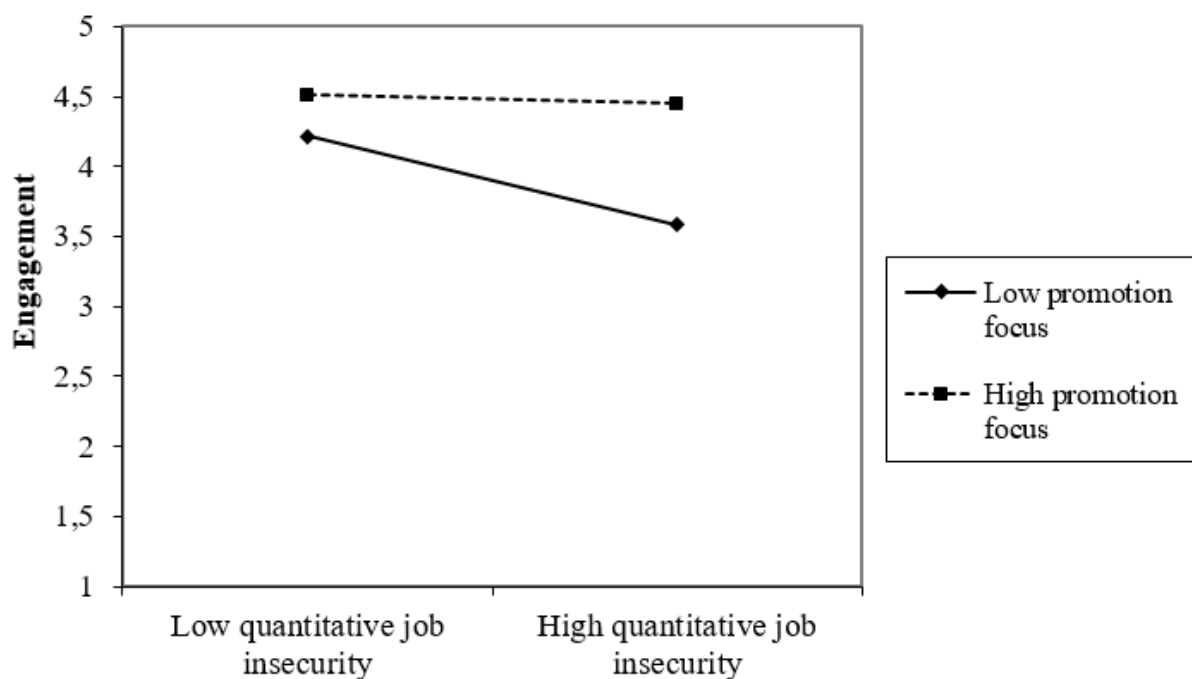 5
4,5
4
3,5
3
2,5
2
1,5
1
Engagement
Low quantitative job
insecurity
High quantitative job
insecurity
Low promotion
focus
High promotion
focus